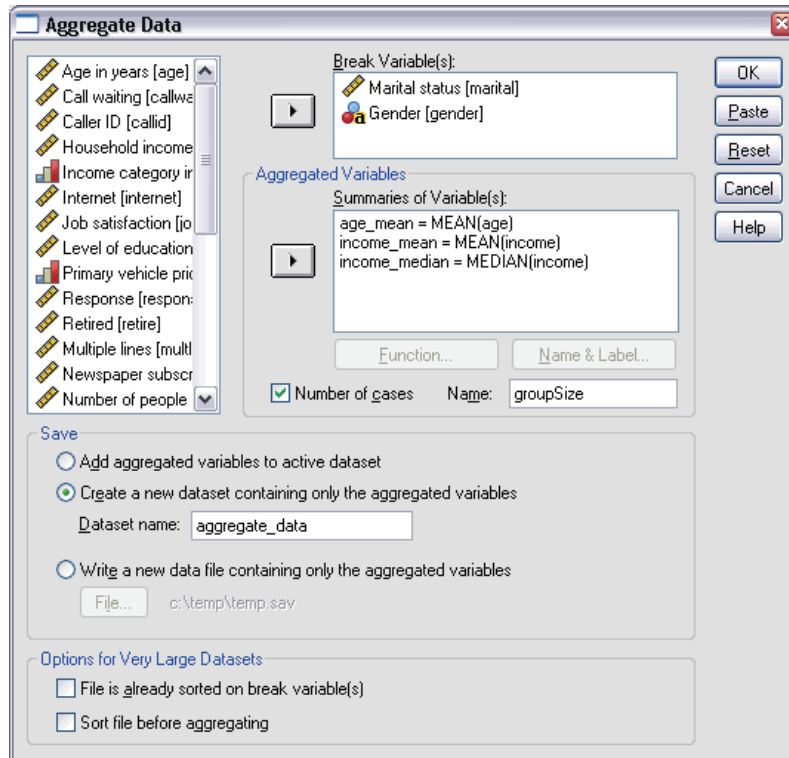 Aggregate Data
Age in years [age]
Call waiting [callwa
Caller ID [callid]
Household income
Income category ir
Internet [internet]
Job satisfaction [jo
Level of education
Primary vehicle pric
Response [respon:
Retired [retire]
Multiple lines [multl
Newspaper subscr
Number of people
Break Variable(s):
Marital status [marital]
Gender [gender]
Aggregated Variables
Summaries of Variable(s):
age_mean = MEAN(age)
income_mean = MEAN(income)
income_median = MEDIAN(income)
Function...
Name & Label...
Number of cases
Name:
groupSize
OK
Paste
Reset
Cancel
Help
Save
Add aggregated variables to active dataset
Create a new dataset containing only the aggregated variables
Dataset name:
aggregate_data
Write a new data file containing only the aggregated variables
File...
c:\temp\temp.sav
Options for Very Large Datasets
File is already sorted on break variable(s)
Sort file before aggregating